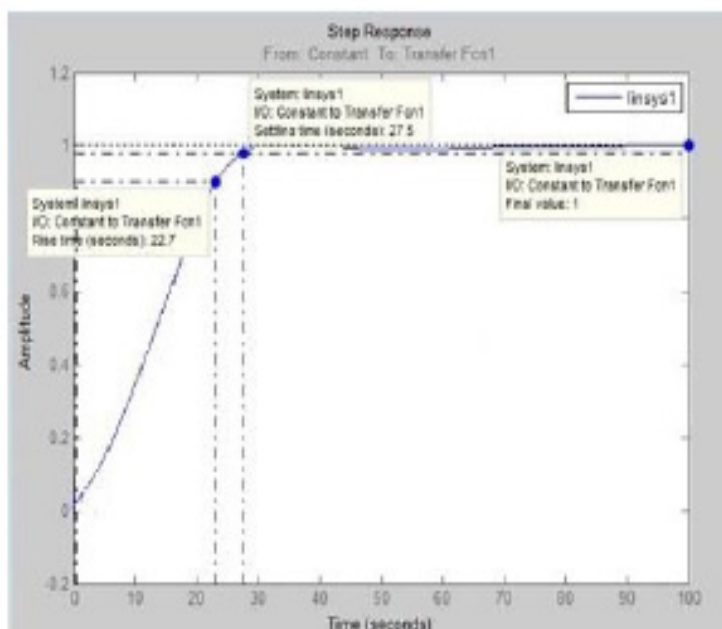 Step Response
From: Constant To: Transfer Fcn1
System: linsys1
I/O: Constant to Transfer Fcn1
Settling time (seconds): 27.5
linsys1
System: linsys1
I/O: Constant to Transfer Fcn1
Final value: 1
System: linsys1
I/O: Constant to Transfer Fcn1
Rise time (seconds): 22.7
Amplitude
1.2
1
0.6
0.4
0.2
0
-0.2
0 10 20 30 40 50 60 70 80 90 100
Time (seconds)